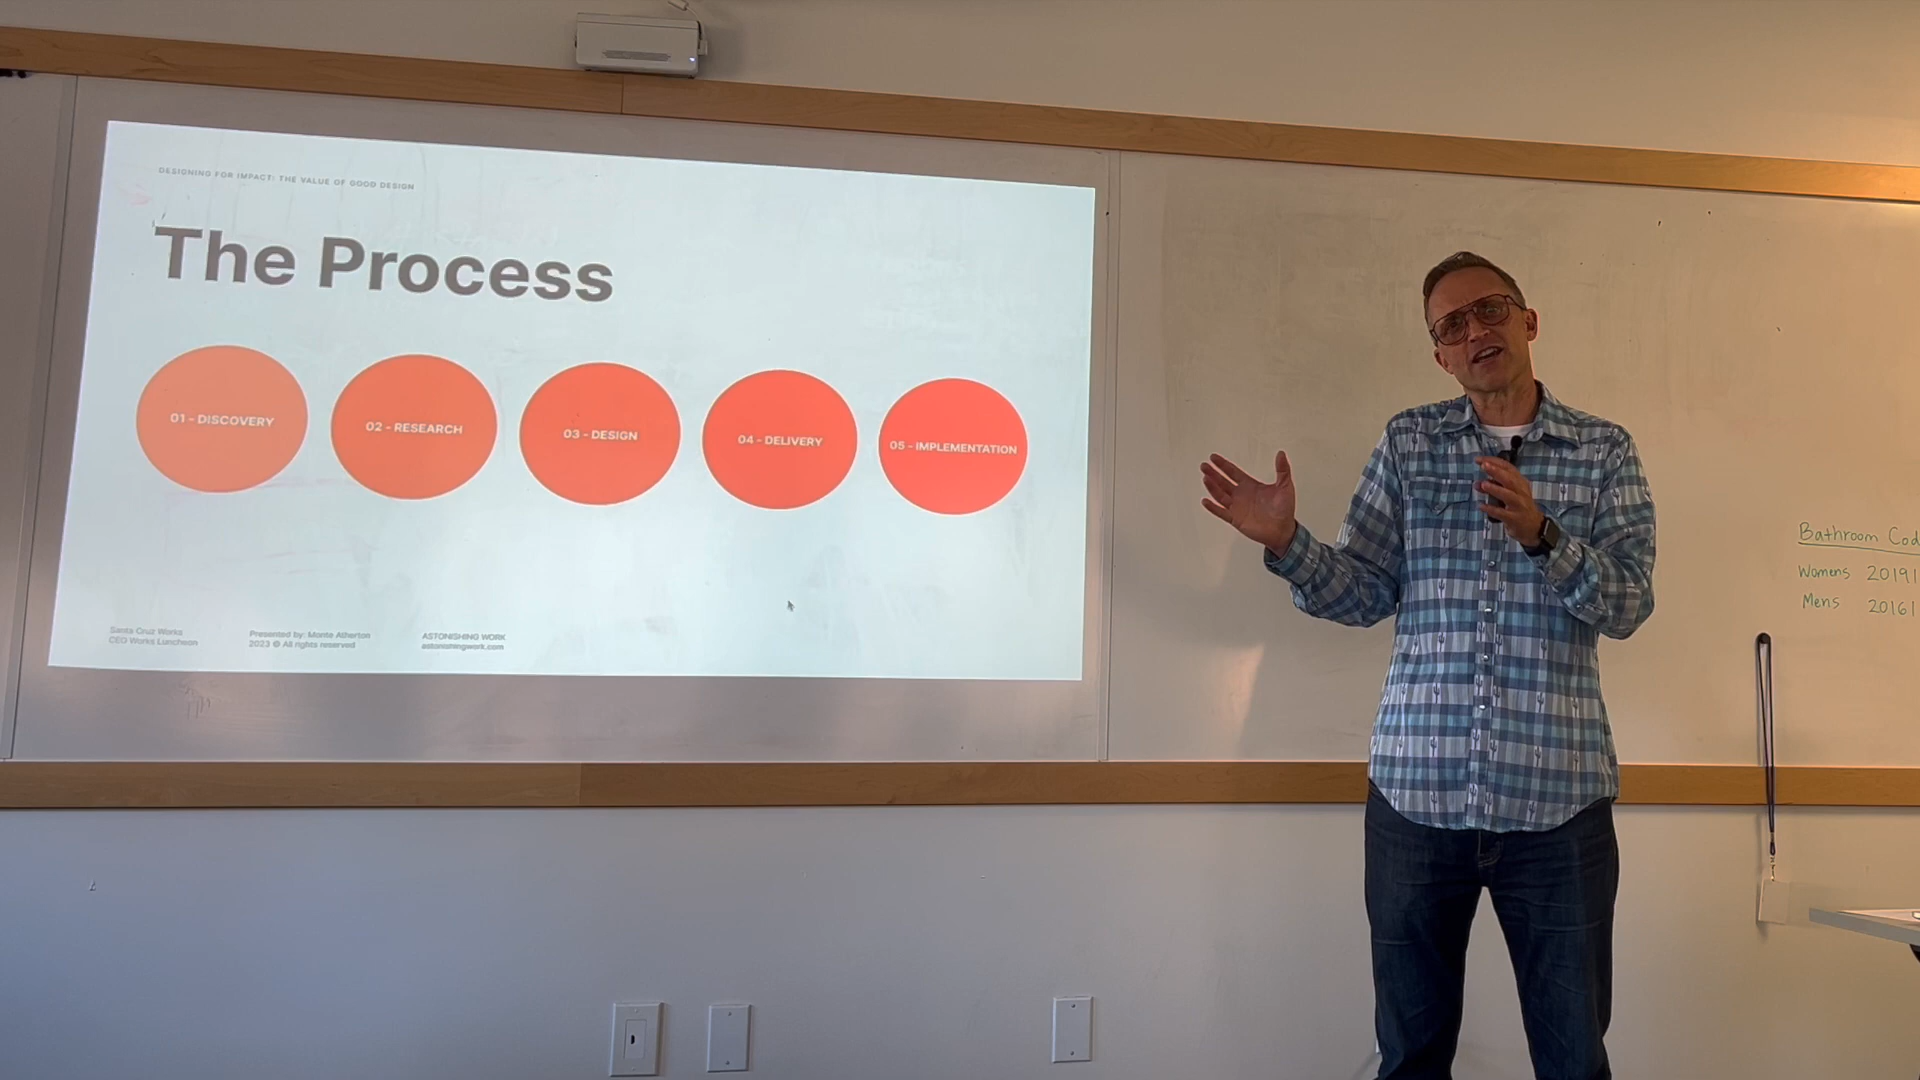 DESIGNING FOR IMPACT: THE VALUE OF GOOD DESIGN
The Process
01 - DISCOVERY
02 - RESEARCH
03 - DESIGN
04 - DELIVERY
05 - IMPLEMENTATION
Santa Cruz Works
CEO Works Luncheon
Presented by: Monte Atherton
2023 © All rights reserved
ASTONISHING WORK
astonishingwork.com
Bathroom Cod
Womens 20191
Mens 20161